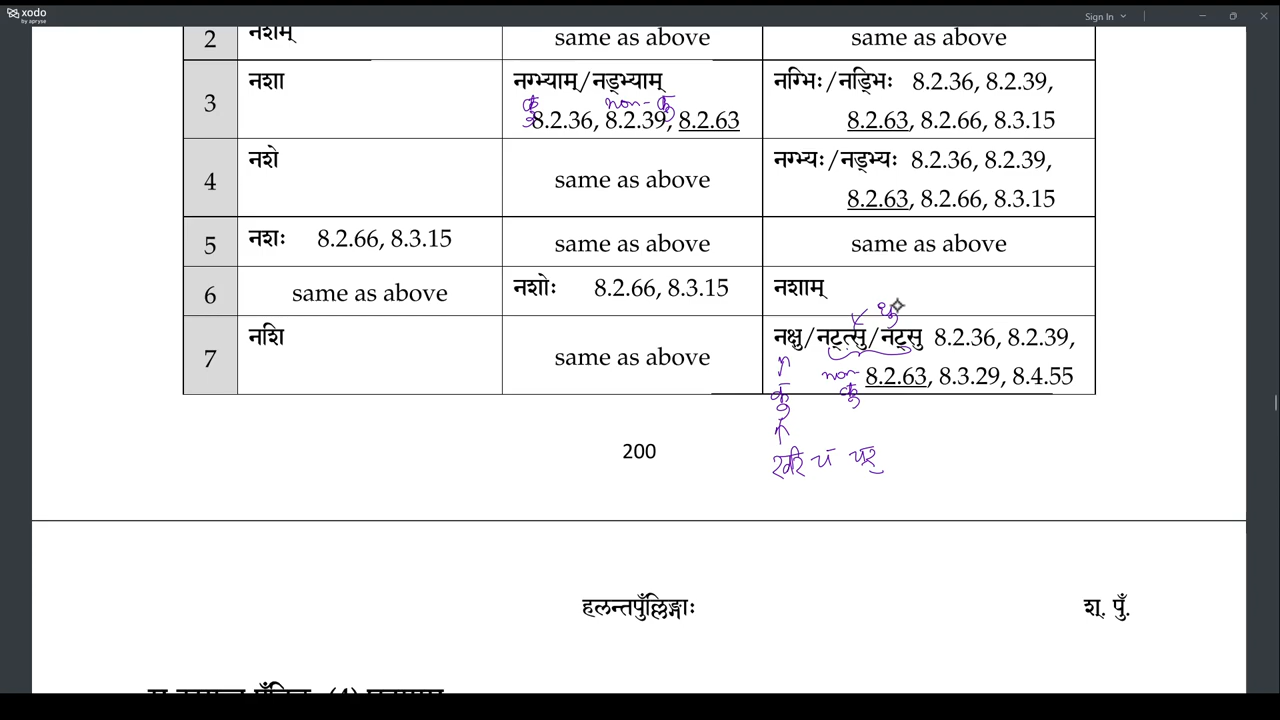 xodo
by apryse
Sign In
2 नशम् same as above same as above
3 नशा नग्भ्याम्/नड्भ्याम् नग्भिः/नड्भिः 8.2.36, 8.2.39,
कु non-कु
8.2.36, 8.2.39, 8.2.63 8.2.63, 8.2.66, 8.3.15
4 नशे same as above नग्भ्यः/नड्भ्यः 8.2.36, 8.2.39,
8.2.63, 8.2.66, 8.3.15
5 नशः 8.2.66, 8.3.15 same as above same as above
6 same as above नशोः 8.2.66, 8.3.15 नशाम्
7 नशि same as above नक्षु/नट्त्सु/नट्सु 8.2.36, 8.2.39,
non-
कु कु
8.2.63, 8.3.29, 8.4.55
खरि च
200
हलन्तपुँल्लिङ्गाः श्. पुँ.